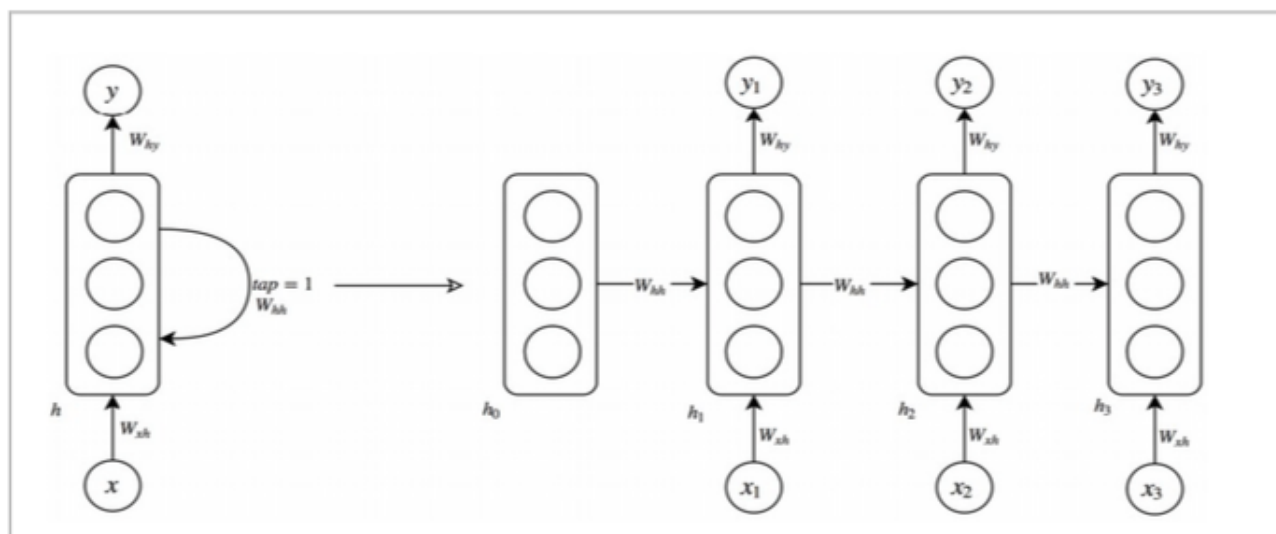 y
W_hy
tap = 1
W_hh
h
W_xh
x
h_0
W_hh
y_1
W_hy
h_1
W_xh
x_1
W_hh
y_2
W_hy
h_2
W_xh
x_2
W_hh
y_3
W_hy
h_3
W_xh
x_3